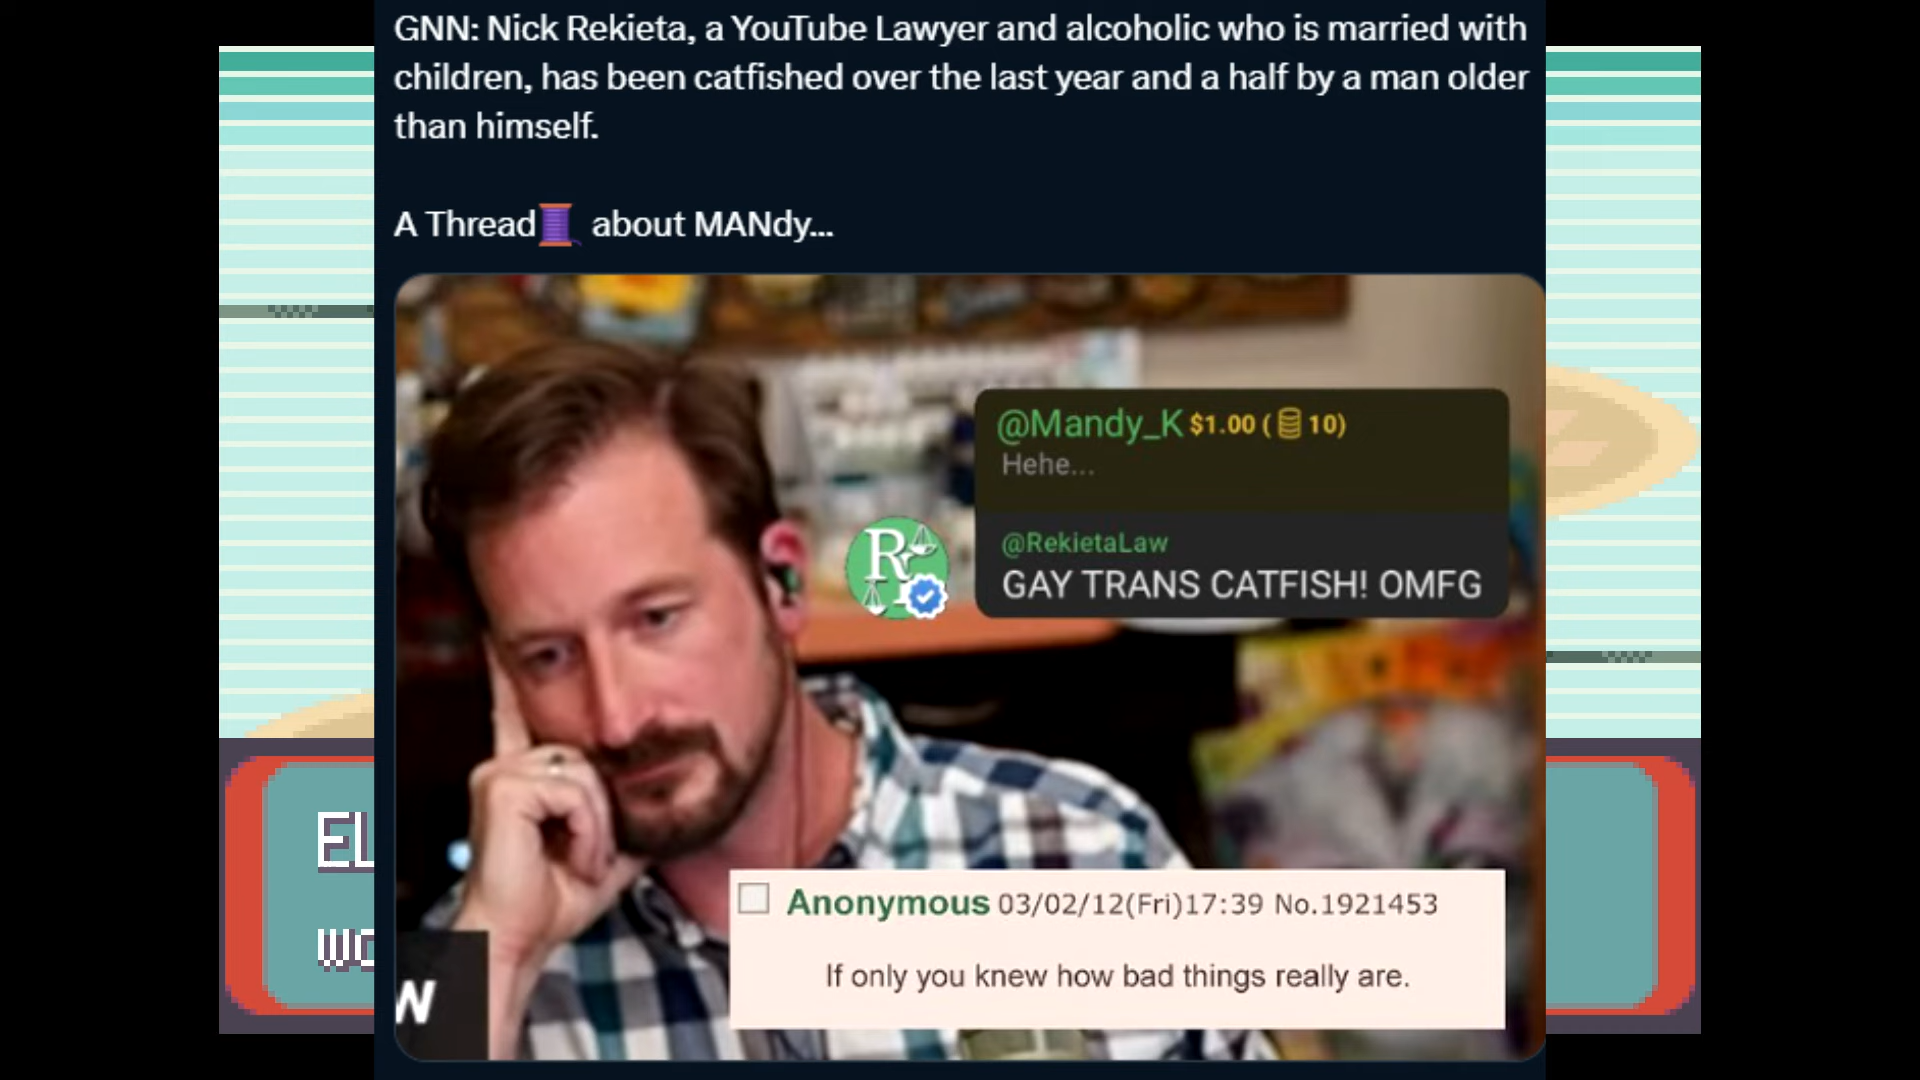 GNN: Nick Rekieta, a YouTube Lawyer and alcoholic who is married with
children, has been catfished over the last year and a half by a man older
than himself.
A Thread🧵 about MANdy...
@Mandy_K $1.00 ( 10)
Hehe...
R
@RekietaLaw
GAY TRANS CATFISH! OMFG
Anonymous 03/02/12(Fri)17:39 No.1921453
If only you knew how bad things really are.
EL
WO
W